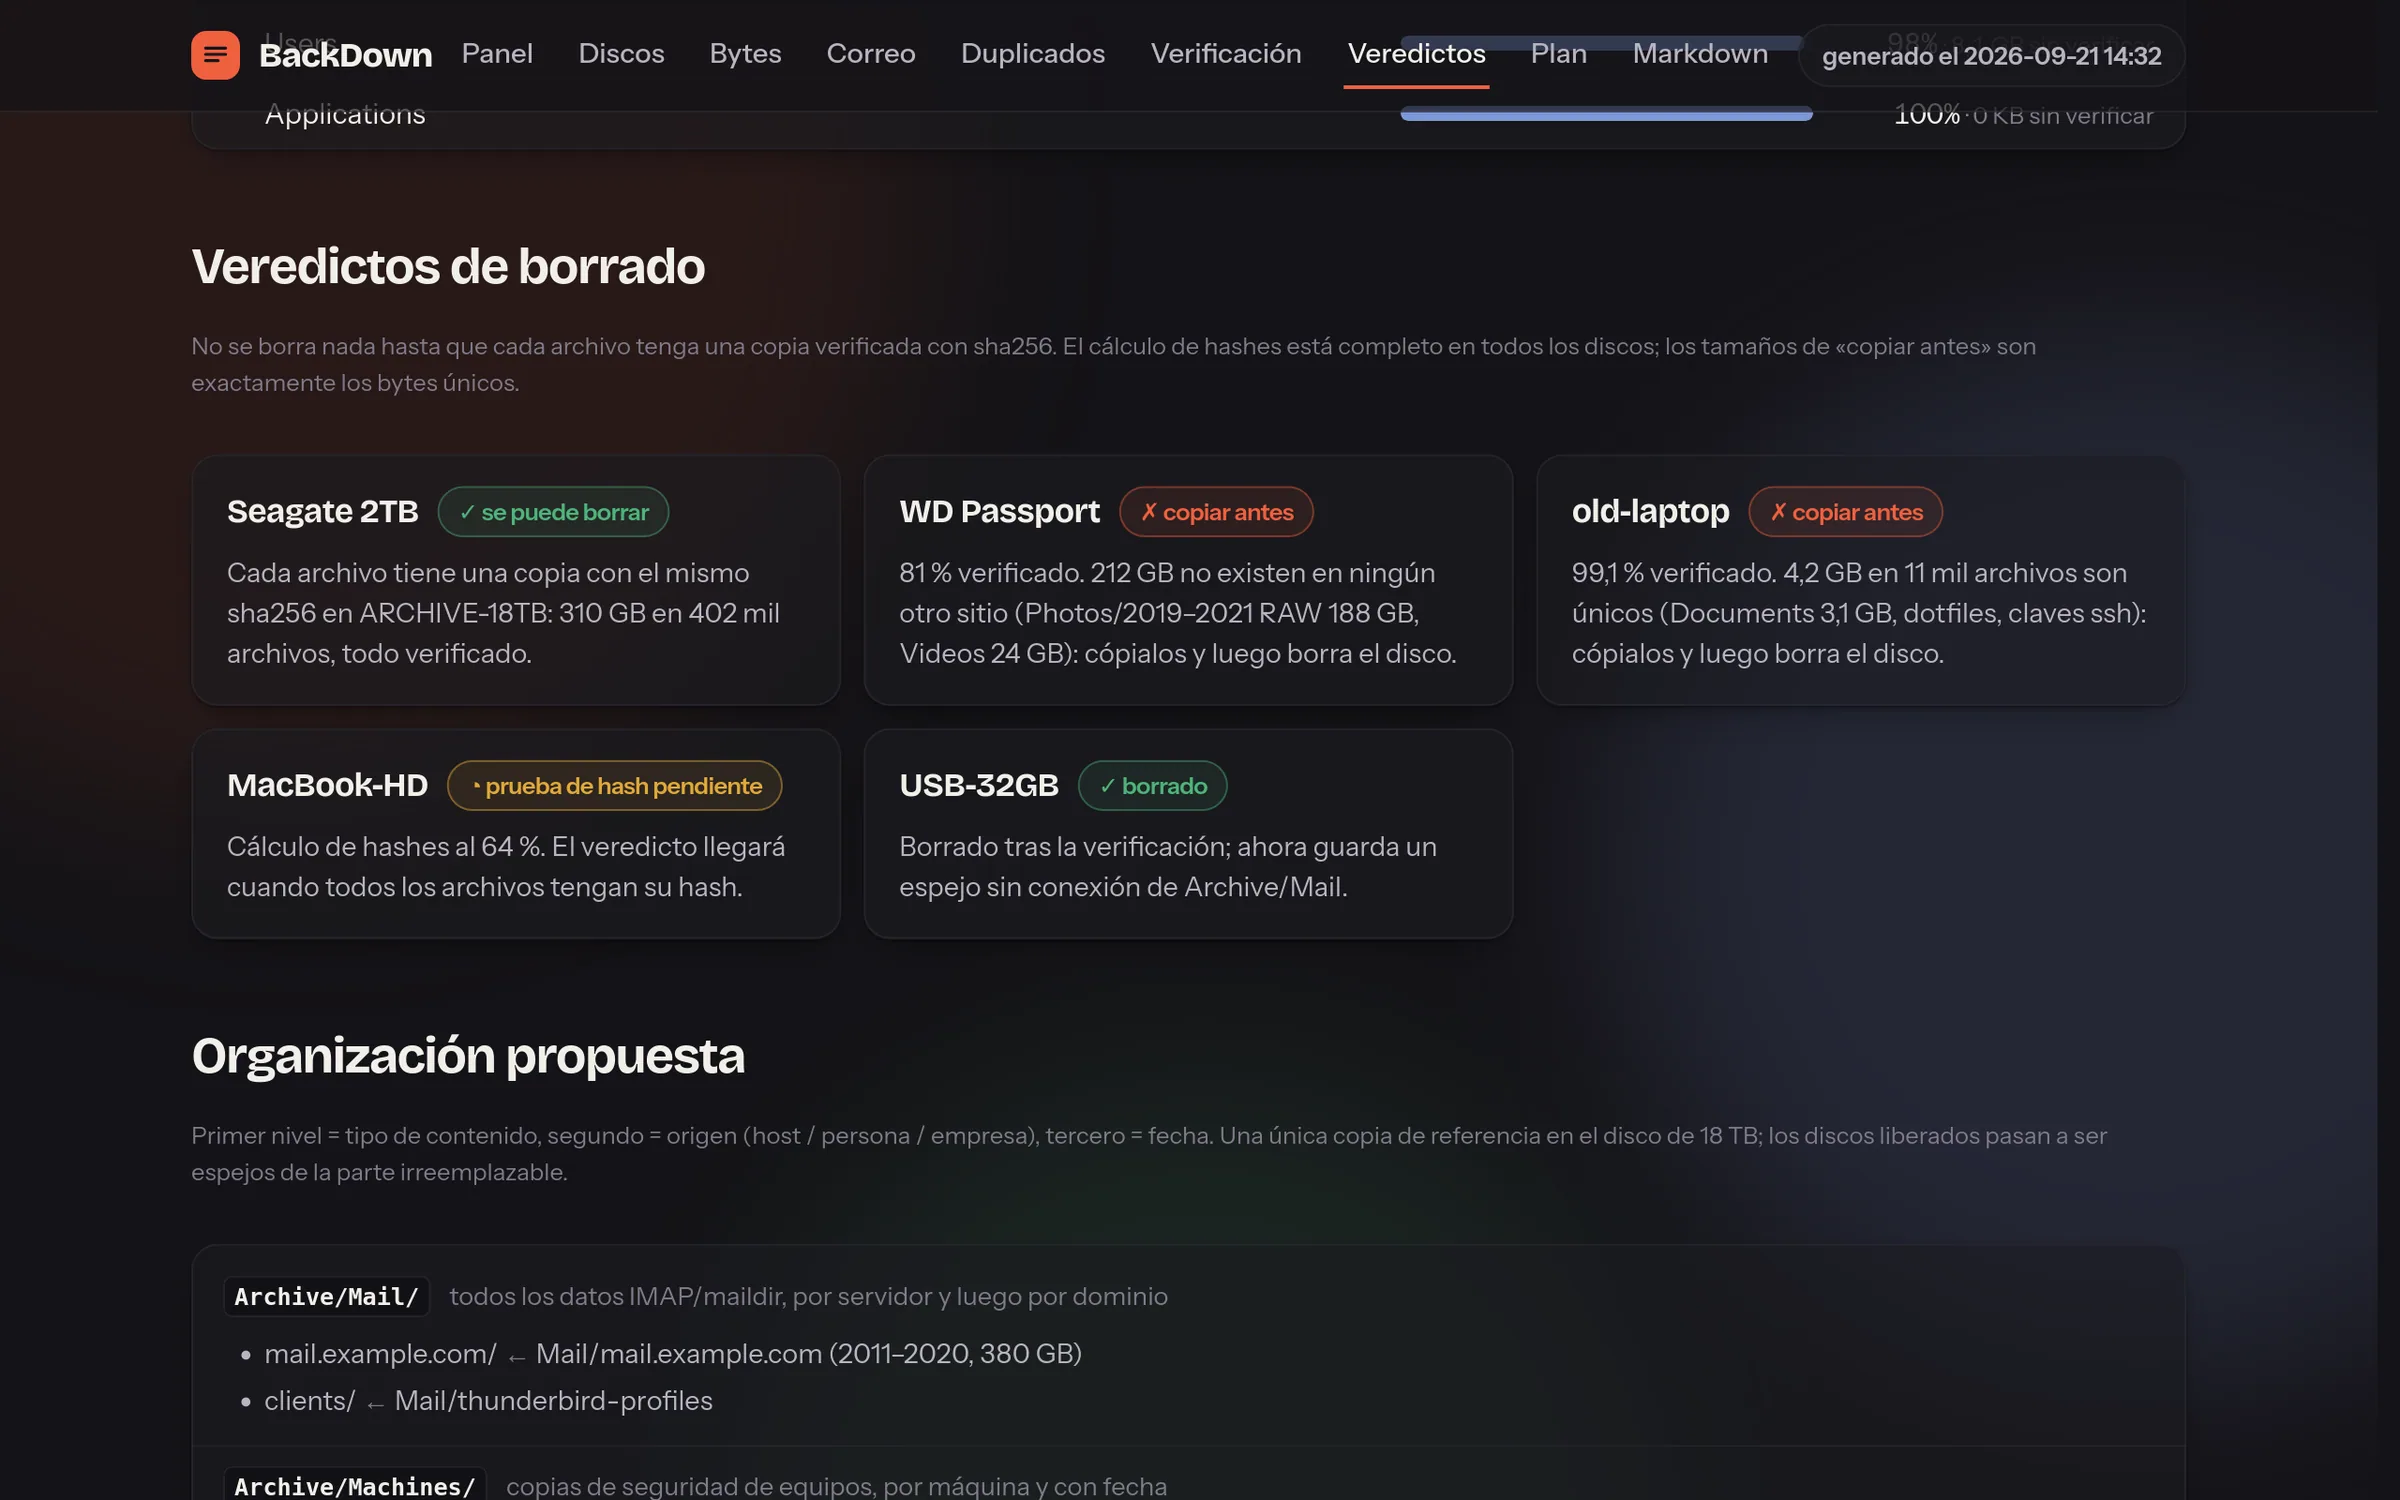 BackDown Panel Discos Bytes Correo Duplicados Verificación Veredictos Plan Markdown generado el 2026-09-21 14:32
Users 98%
Applications 100% · 0 KB sin verificar
Veredictos de borrado
No se borra nada hasta que cada archivo tenga una copia verificada con sha256. El cálculo de hashes está completo en todos los discos; los tamaños de «copiar antes» son
exactamente los bytes únicos.
Seagate 2TB ✓ se puede borrar
Cada archivo tiene una copia con el mismo
sha256 en ARCHIVE-18TB: 310 GB en 402 mil
archivos, todo verificado.
WD Passport ✗ copiar antes
81 % verificado. 212 GB no existen en ningún
otro sitio (Photos/2019–2021 RAW 188 GB,
Videos 24 GB): cópialos y luego borra el disco.
old-laptop ✗ copiar antes
99,1 % verificado. 4,2 GB en 11 mil archivos son
únicos (Documents 3,1 GB, dotfiles, claves ssh):
cópialos y luego borra el disco.
MacBook-HD prueba de hash pendiente
Cálculo de hashes al 64 %. El veredicto llegará
cuando todos los archivos tengan su hash.
USB-32GB ✓ borrado
Borrado tras la verificación; ahora guarda un
espejo sin conexión de Archive/Mail.
Organización propuesta
Primer nivel = tipo de contenido, segundo = origen (host / persona / empresa), tercero = fecha. Una única copia de referencia en el disco de 18 TB; los discos liberados pasan a ser
espejos de la parte irreemplazable.
Archive/Mail/ todos los datos IMAP/maildir, por servidor y luego por dominio
• mail.example.com/ ← Mail/mail.example.com (2011–2020, 380 GB)
• clients/ ← Mail/thunderbird-profiles
Archive/Machines/ copias de seguridad de equipos, por máquina y con fecha